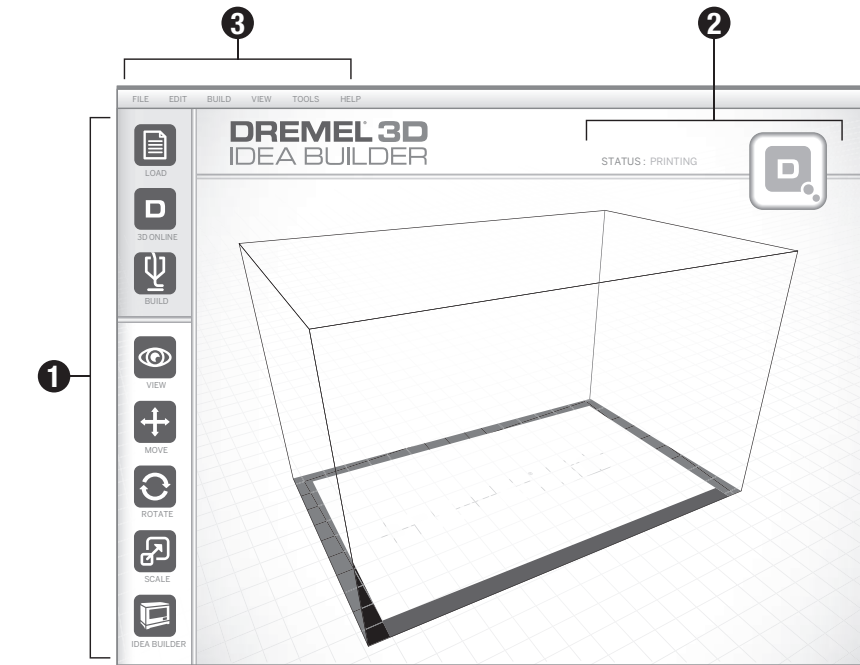 3
2
FILE EDIT BUILD VIEW TOOLS HELP
DREMEL 3D
IDEA BUILDER
STATUS : PRINTING
D
LOAD
D
3D ONLINE
BUILD
1
VIEW
MOVE
ROTATE
SCALE
IDEA BUILDER